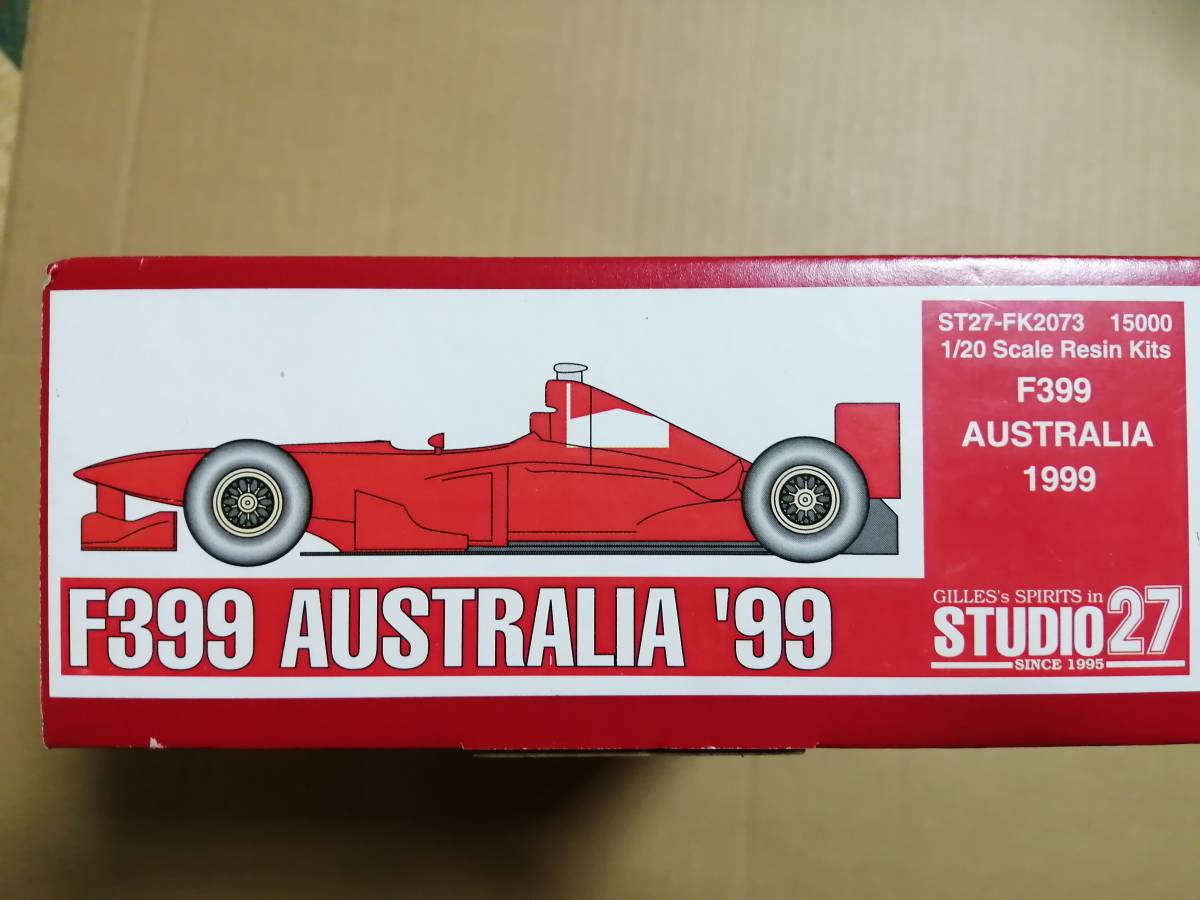 ST27-FK2073 15000
1/20 Scale Resin Kits
F399
AUSTRALIA
1999
F399 AUSTRALIA '99
GILLES's SPIRITS in
STUDIO27
SINCE 1995